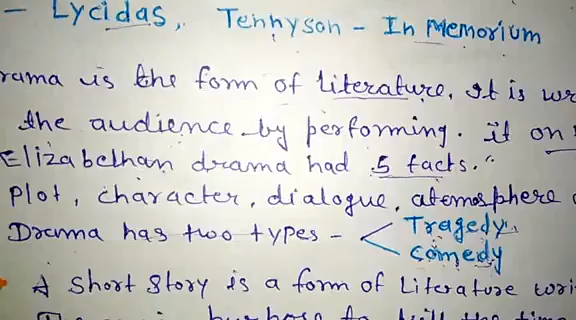 – Lycidas, Tennyson – In Memorium
rama is the form of literature. It is wr
the audience by performing. it on
Elizabethan drama had 5 facts."
Plot, character, dialogue, atemosphere
Drama has two types – < Tragedy.
comedy
A short story is a form of Literature wri